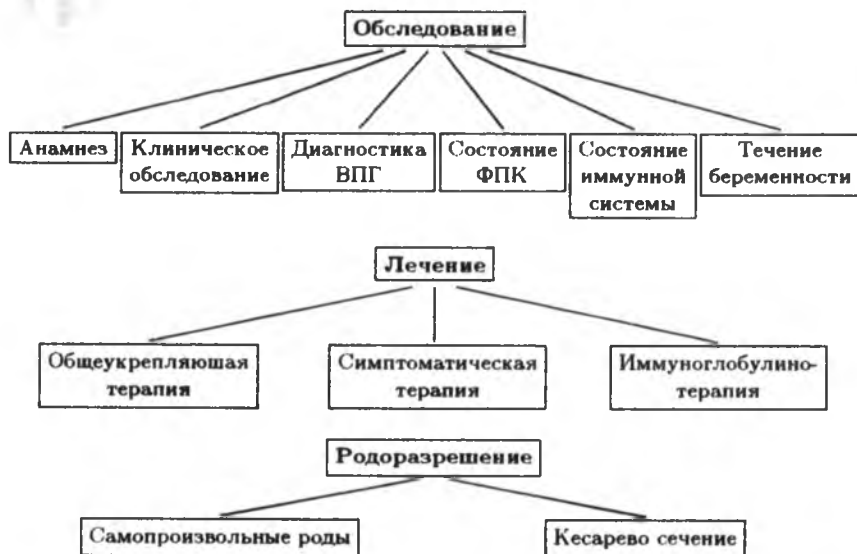 Обследование
Анамнез
Клиническое
обследование
Диагностика
ВПГ
Состояние
ФПК
Состояние
иммунной
системы
Течение
беременности
Лечение
Общеукрепляюшая
терапия
Симптоматическая
терапия
Иммуноглобулино-
терапия
Родоразрешение
Самопроизвольные роды
Кесарево сечение